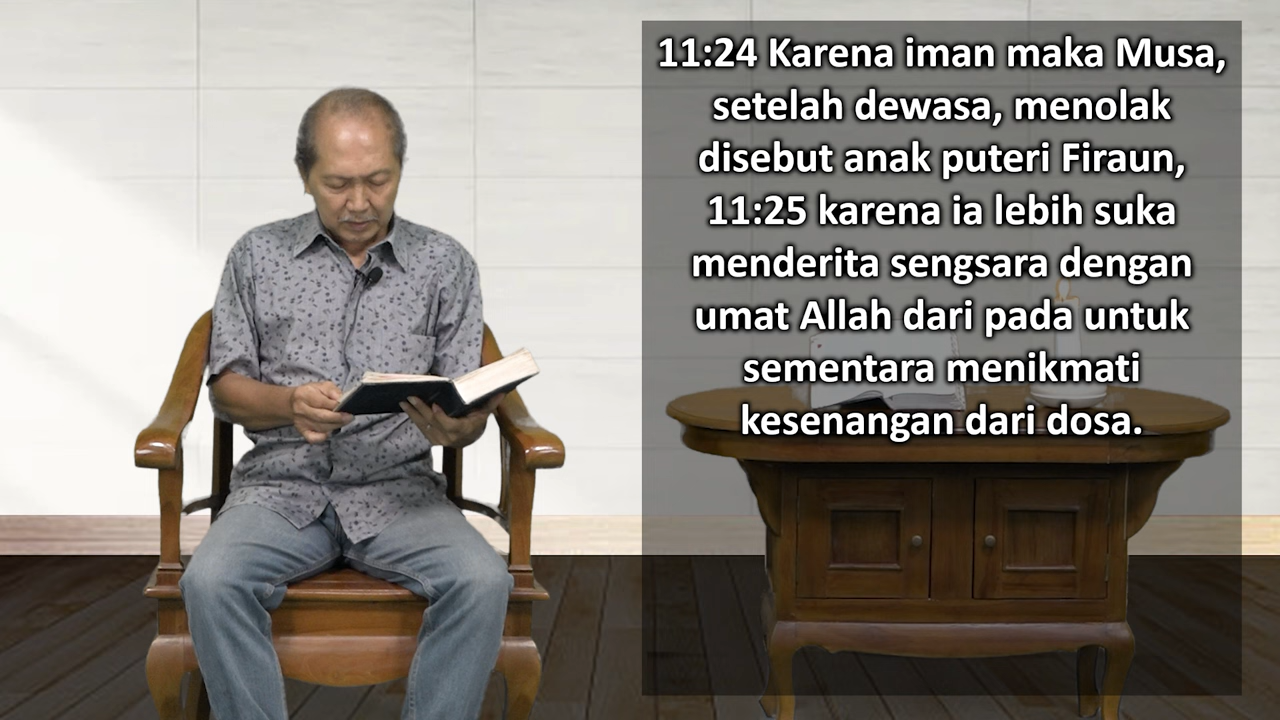 11:24 Karena iman maka Musa,
setelah dewasa, menolak
disebut anak puteri Firaun,
11:25 karena ia lebih suka
menderita sengsara dengan
umat Allah dari pada untuk
sementara menikmati
kesenangan dari dosa.